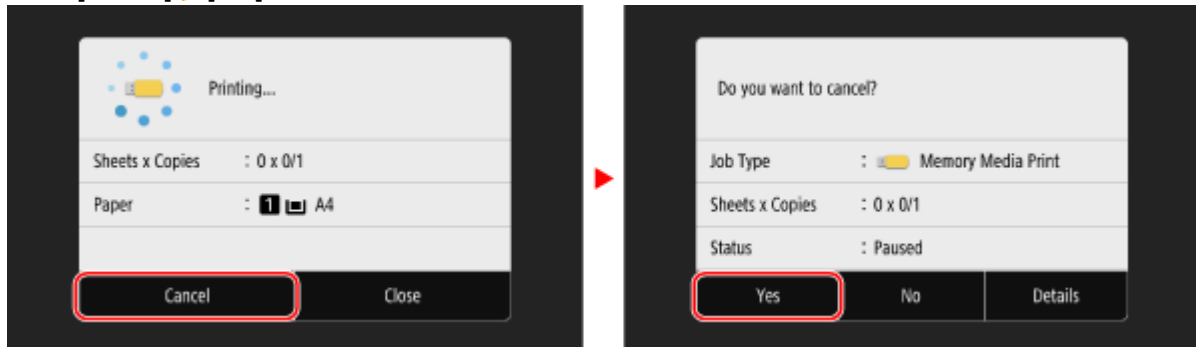 Printing...
Sheets x Copies : 0 x 0/1
Paper : 1 A4
Cancel Close
Do you want to cancel?
Job Type : Memory Media Print
Sheets x Copies : 0 x 0/1
Status : Paused
Yes No Details